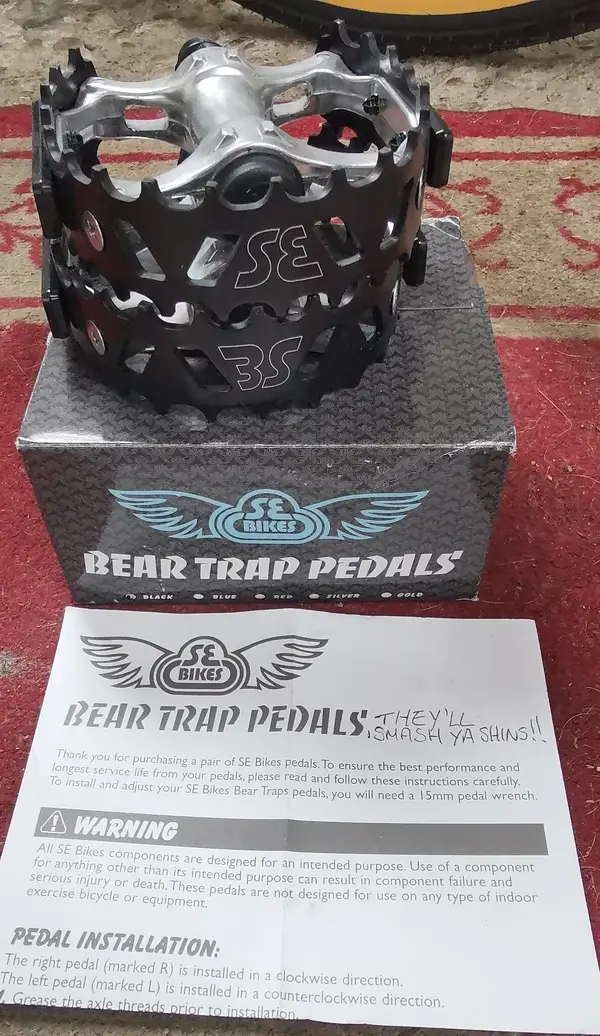 SE
SE
SE
BIKES
BEAR TRAP PEDALS
BLACK BLUE RED SILVER GOLD
SE
BIKES
BEAR TRAP PEDALS, THEY'LL
SMASH YA SHINS!!
Thank you for purchasing a pair of SE Bikes pedals. To ensure the best performance and
longest service life from your pedals, please read and follow these instructions carefully.
To install and adjust your SE Bikes Bear Traps pedals, you will need a 15mm pedal wrench.
WARNING
All SE Bikes components are designed for an intended purpose. Use of a component
for anything other than its intended purpose can result in component failure and
serious injury or death. These pedals are not designed for use on any type of indoor
exercise bicycle or equipment.
PEDAL INSTALLATION:
The right pedal (marked R) is installed in a clockwise direction.
The left pedal (marked L) is installed in a counterclockwise direction.
1. Grease the axle threads prior to installation.